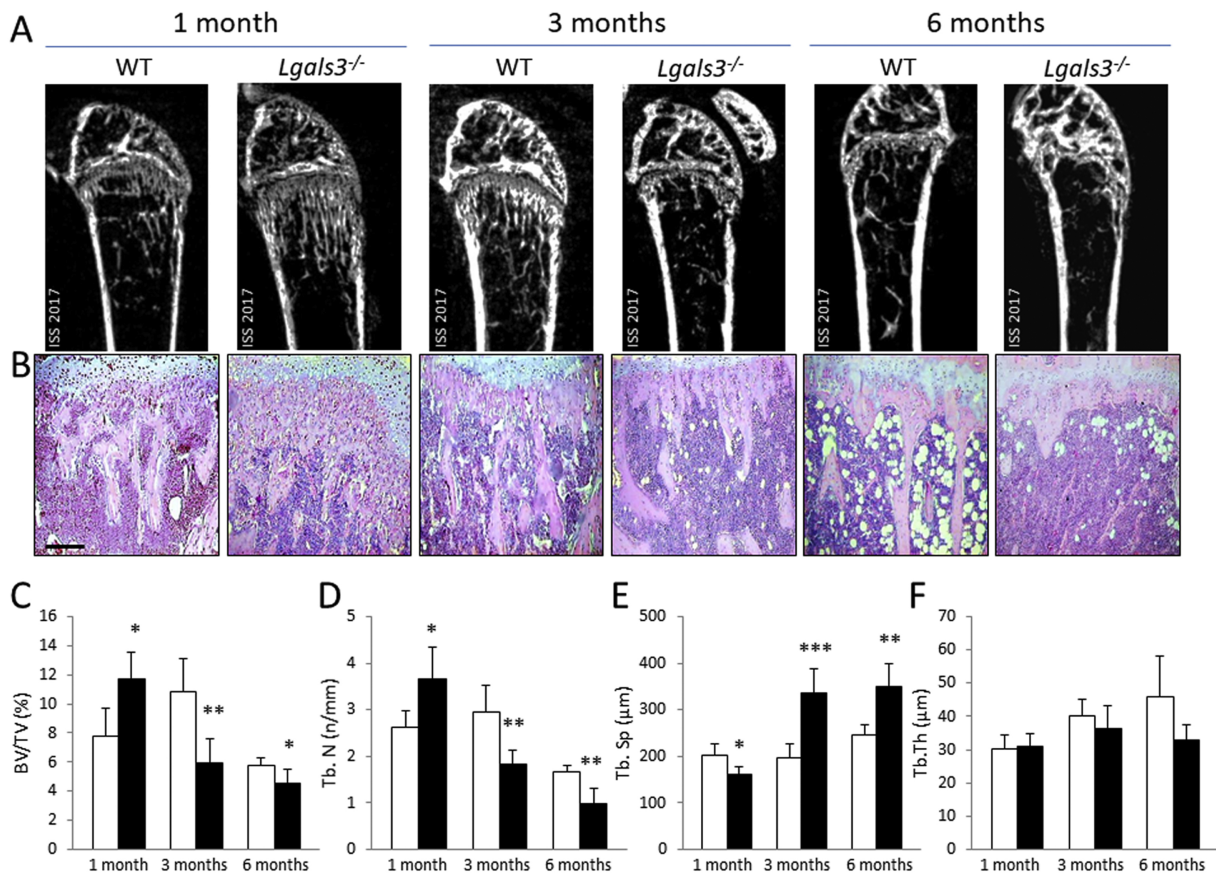 A
1 month
3 months
6 months
WT
Lgals3-/-
WT
Lgals3-/-
WT
Lgals3-/-
ISS 2017
ISS 2017
ISS 2017
ISS 2017
ISS 2017
ISS 2017
B
C
BV/TV (%)
16
14
12
10
8
6
4
2
0
*
**
*
1 month
3 months
6 months
D
Tb. N (n/mm)
5
4
3
2
1
0
*
**
**
1 month
3 months
6 months
E
Tb. Sp (µm)
500
400
300
200
100
0
*
***
**
1 month
3 months
6 months
F
Tb.Th (µm)
70
60
50
40
30
20
10
0
1 month
3 months
6 months